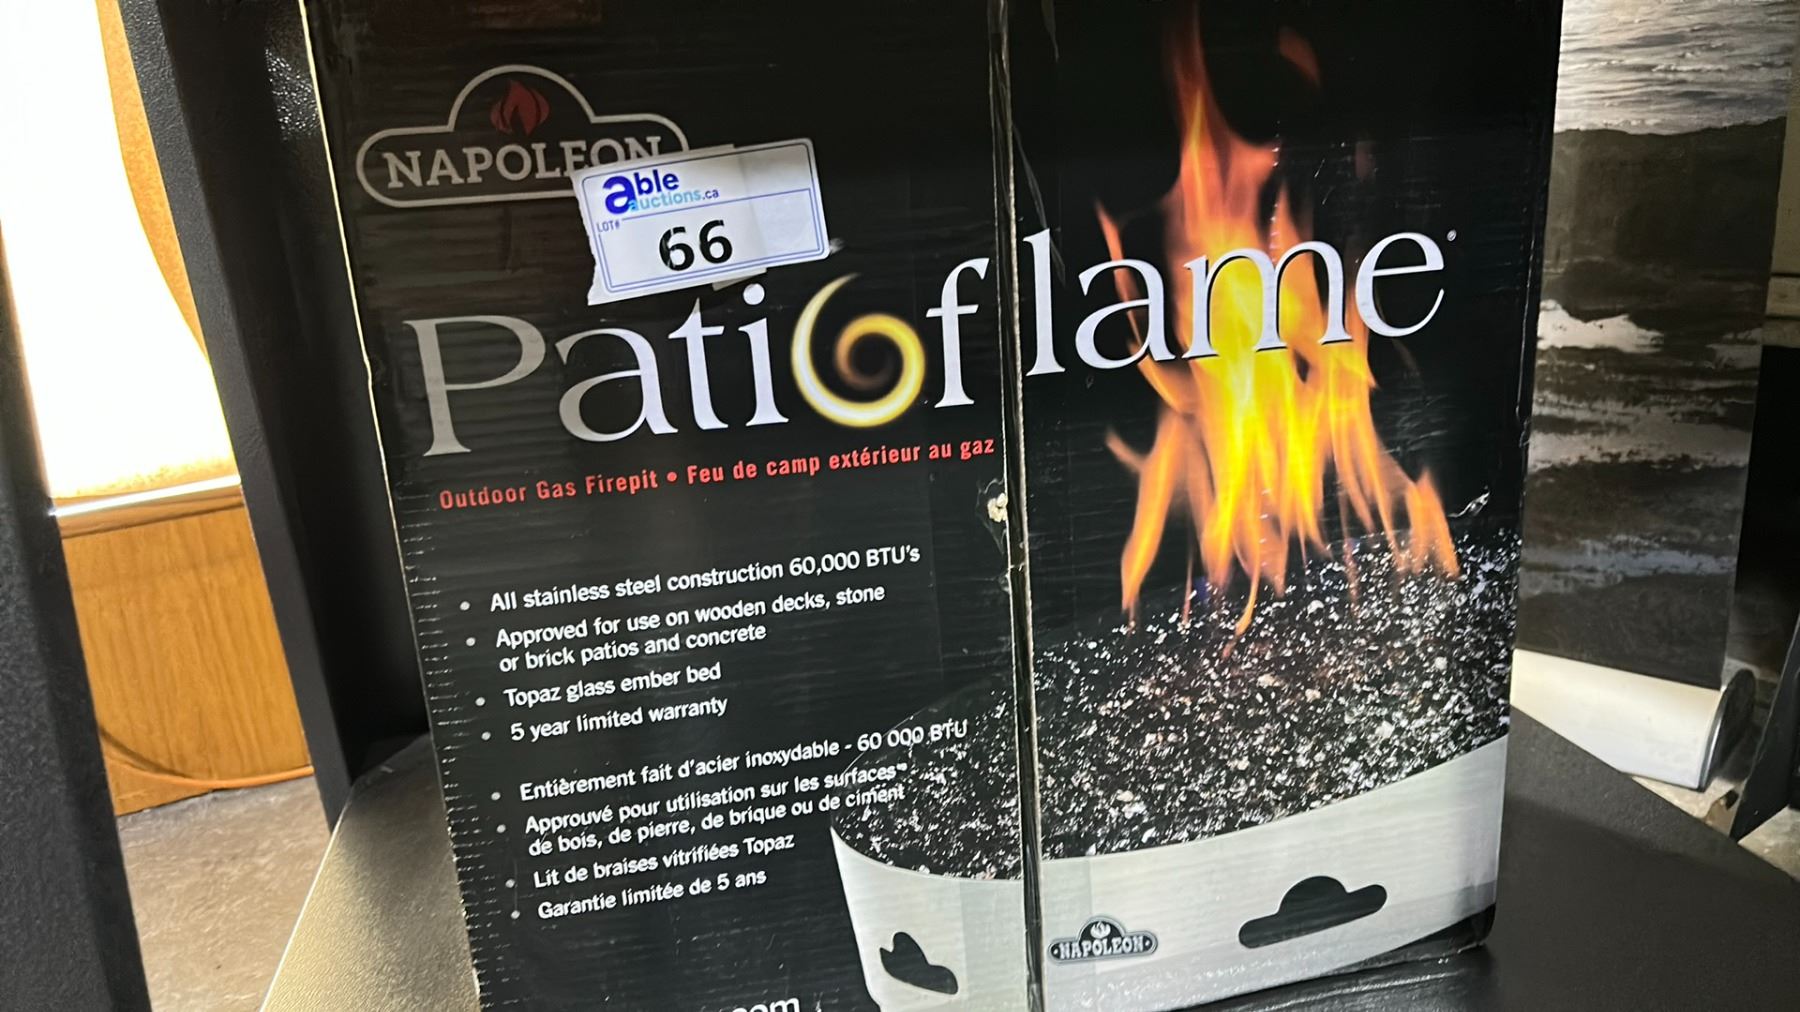 NAPOLEON
able
auctions.ca
LOT#
66
Patioflame®
Outdoor Gas Firepit • Feu de camp extérieur au gaz
• All stainless steel construction 60,000 BTU's
• Approved for use on wooden decks, stone
or brick patios and concrete
• Topaz glass ember bed
• 5 year limited warranty
• Entièrement fait d'acier inoxydable - 60 000 BTU
• Approuvé pour utilisation sur les surfaces
de bois, de pierre, de brique ou de ciment
• Lit de braises vitrifiées Topaz
• Garantie limitée de 5 ans
NAPOLEON